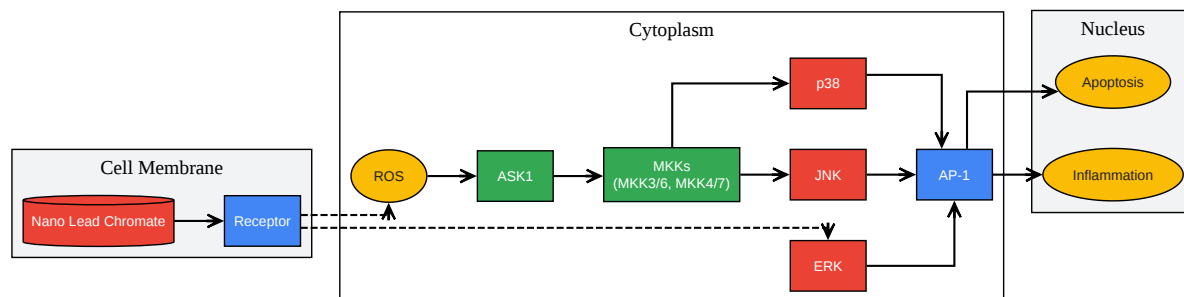 Cytoplasm
Nucleus
Cell Membrane
p38
Apoptosis
ROS
ASK1
MKKs
(MKK3/6, MKK4/7)
JNK
AP-1
Inflammation
Nano Lead Chromate
Receptor
ERK